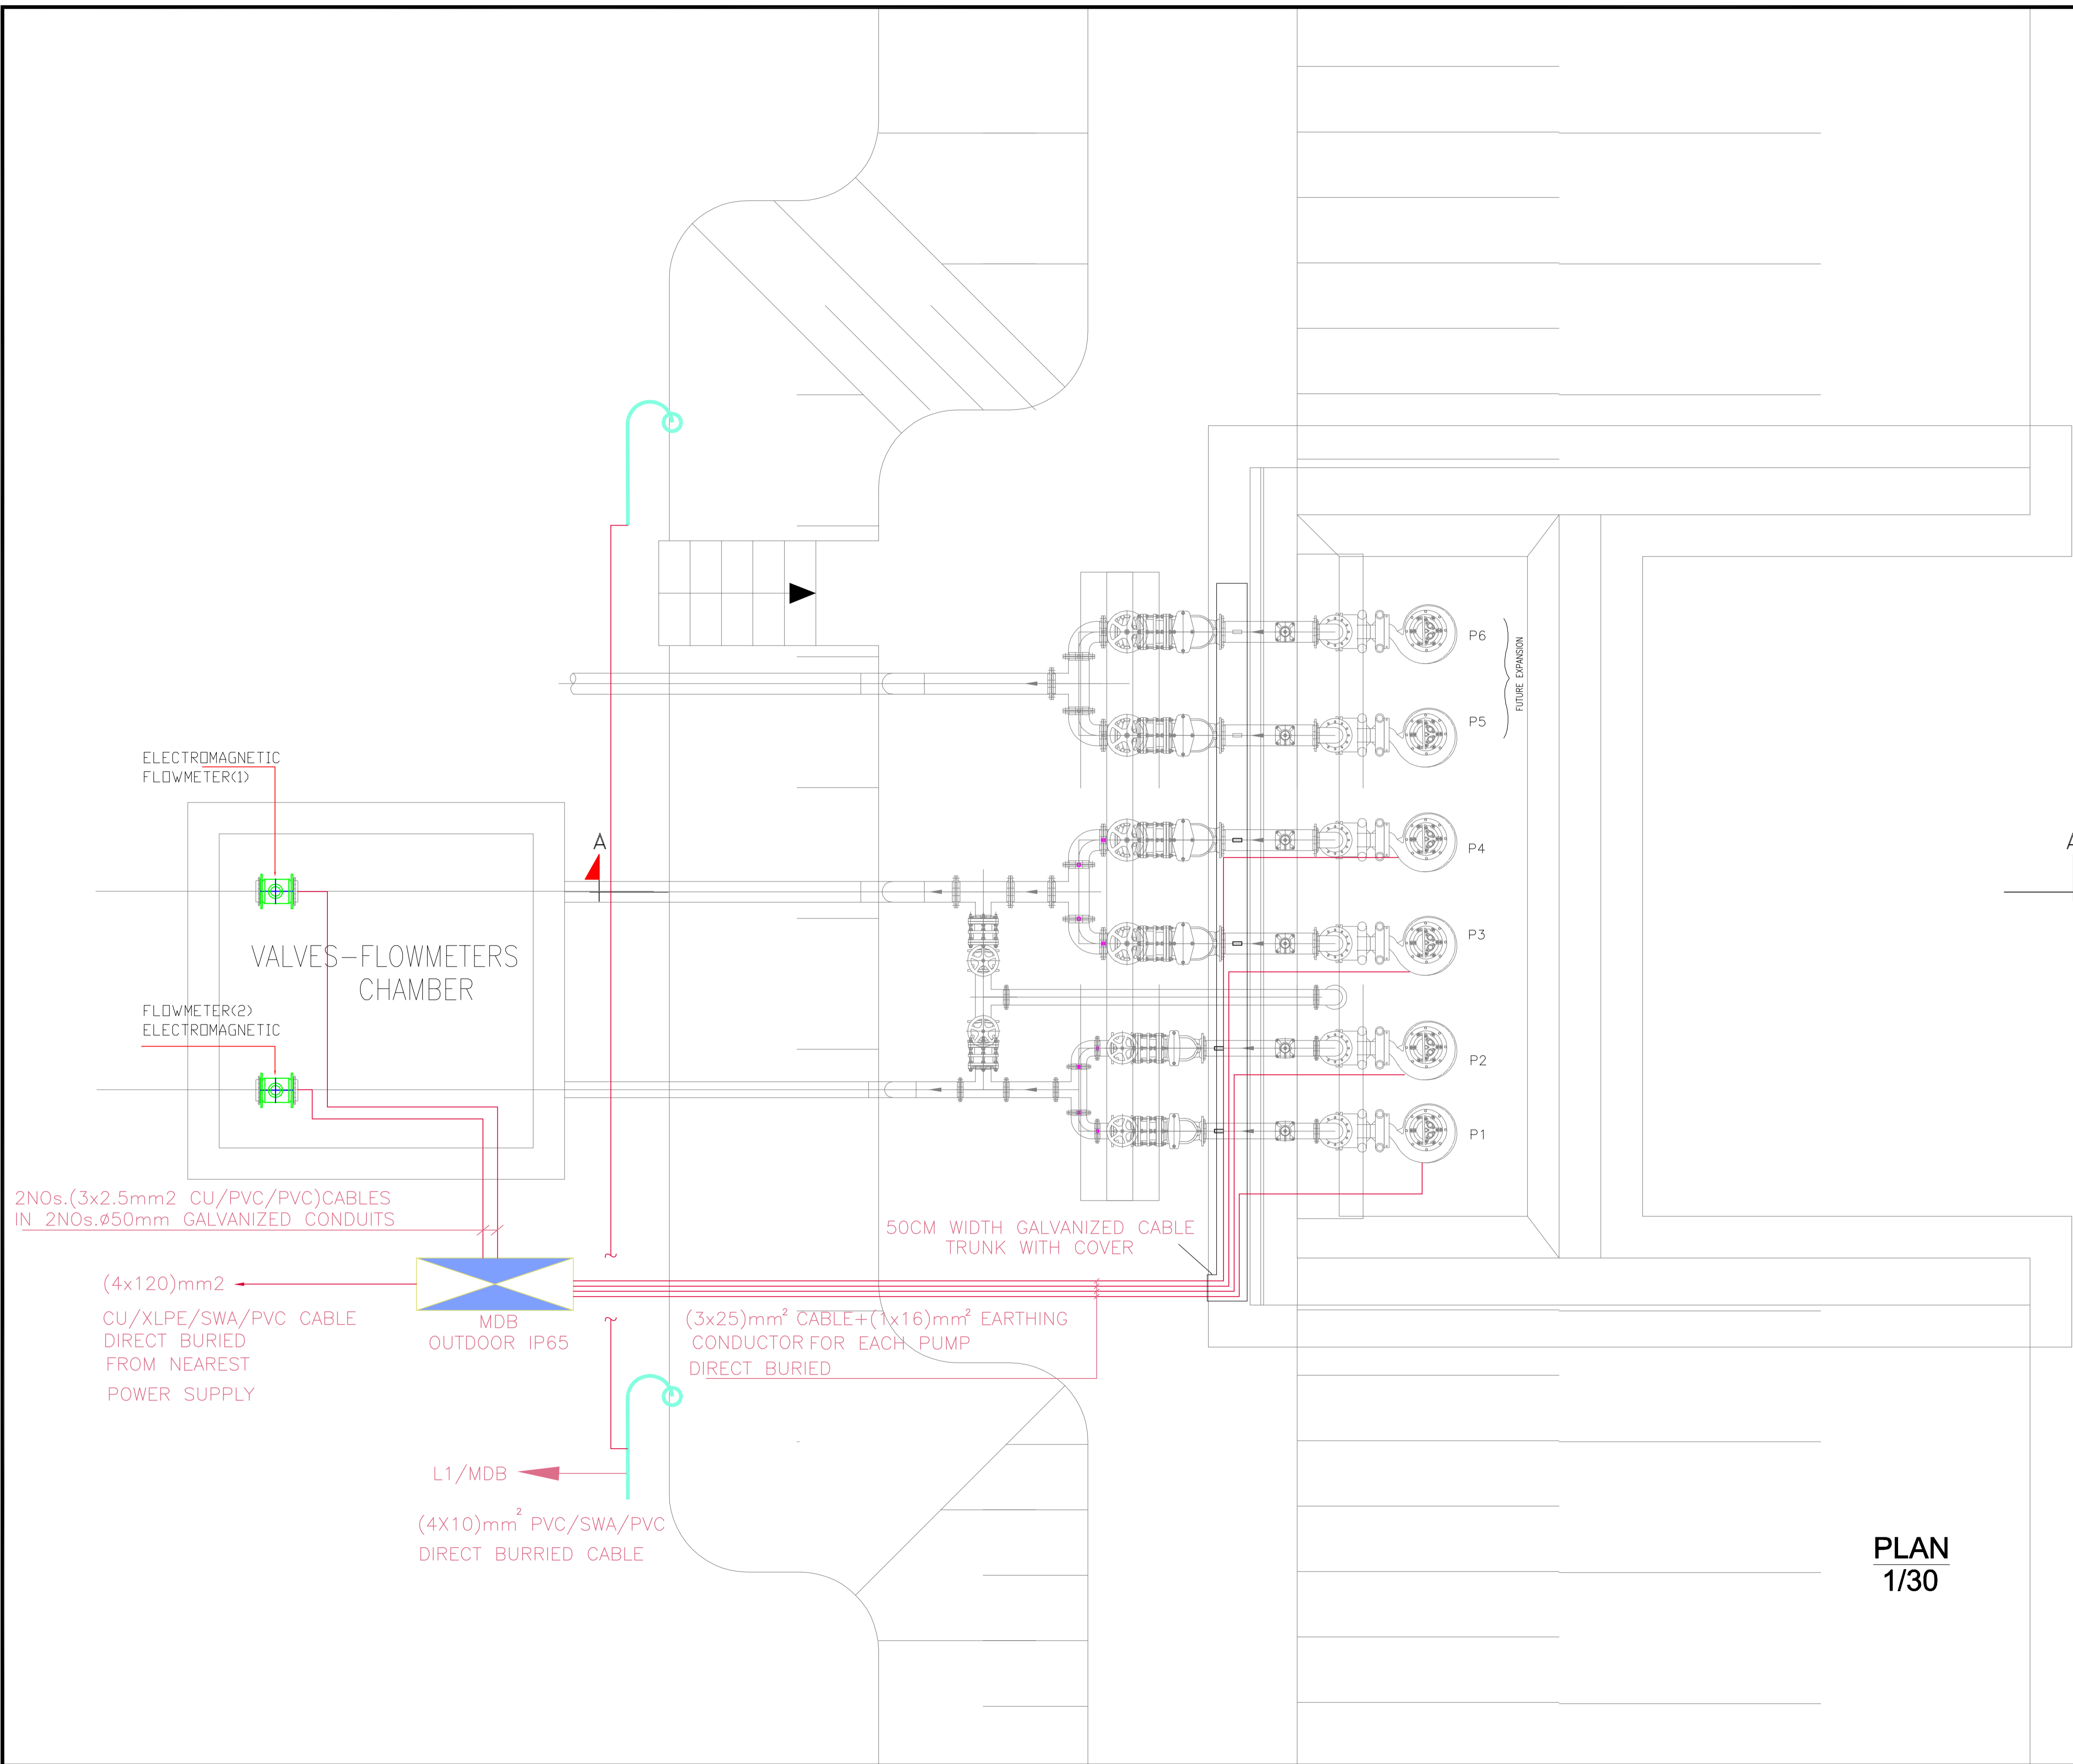 P6
FUTURE EXPANSION
P5
ELECTROMAGNETIC
FLOWMETER(1)
A
A
P4
P3
VALVES-FLOWMETERS
CHAMBER
FLOWMETER(2)
ELECTROMAGNETIC
P2
P1
2NOs.(3x2.5mm2 CU/PVC/PVC)CABLES
IN 2NOs.ø50mm GALVANIZED CONDUITS
50CM WIDTH GALVANIZED CABLE
TRUNK WITH COVER
(4x120)mm2
CU/XLPE/SWA/PVC CABLE
DIRECT BURIED
FROM NEAREST
POWER SUPPLY
MDB
OUTDOOR IP65
(3x25)mm² CABLE+(1x16)mm² EARTHING
CONDUCTOR FOR EACH PUMP
DIRECT BURIED
L1/MDB
(4X10)mm² PVC/SWA/PVC
DIRECT BURRIED CABLE
PLAN
1/30